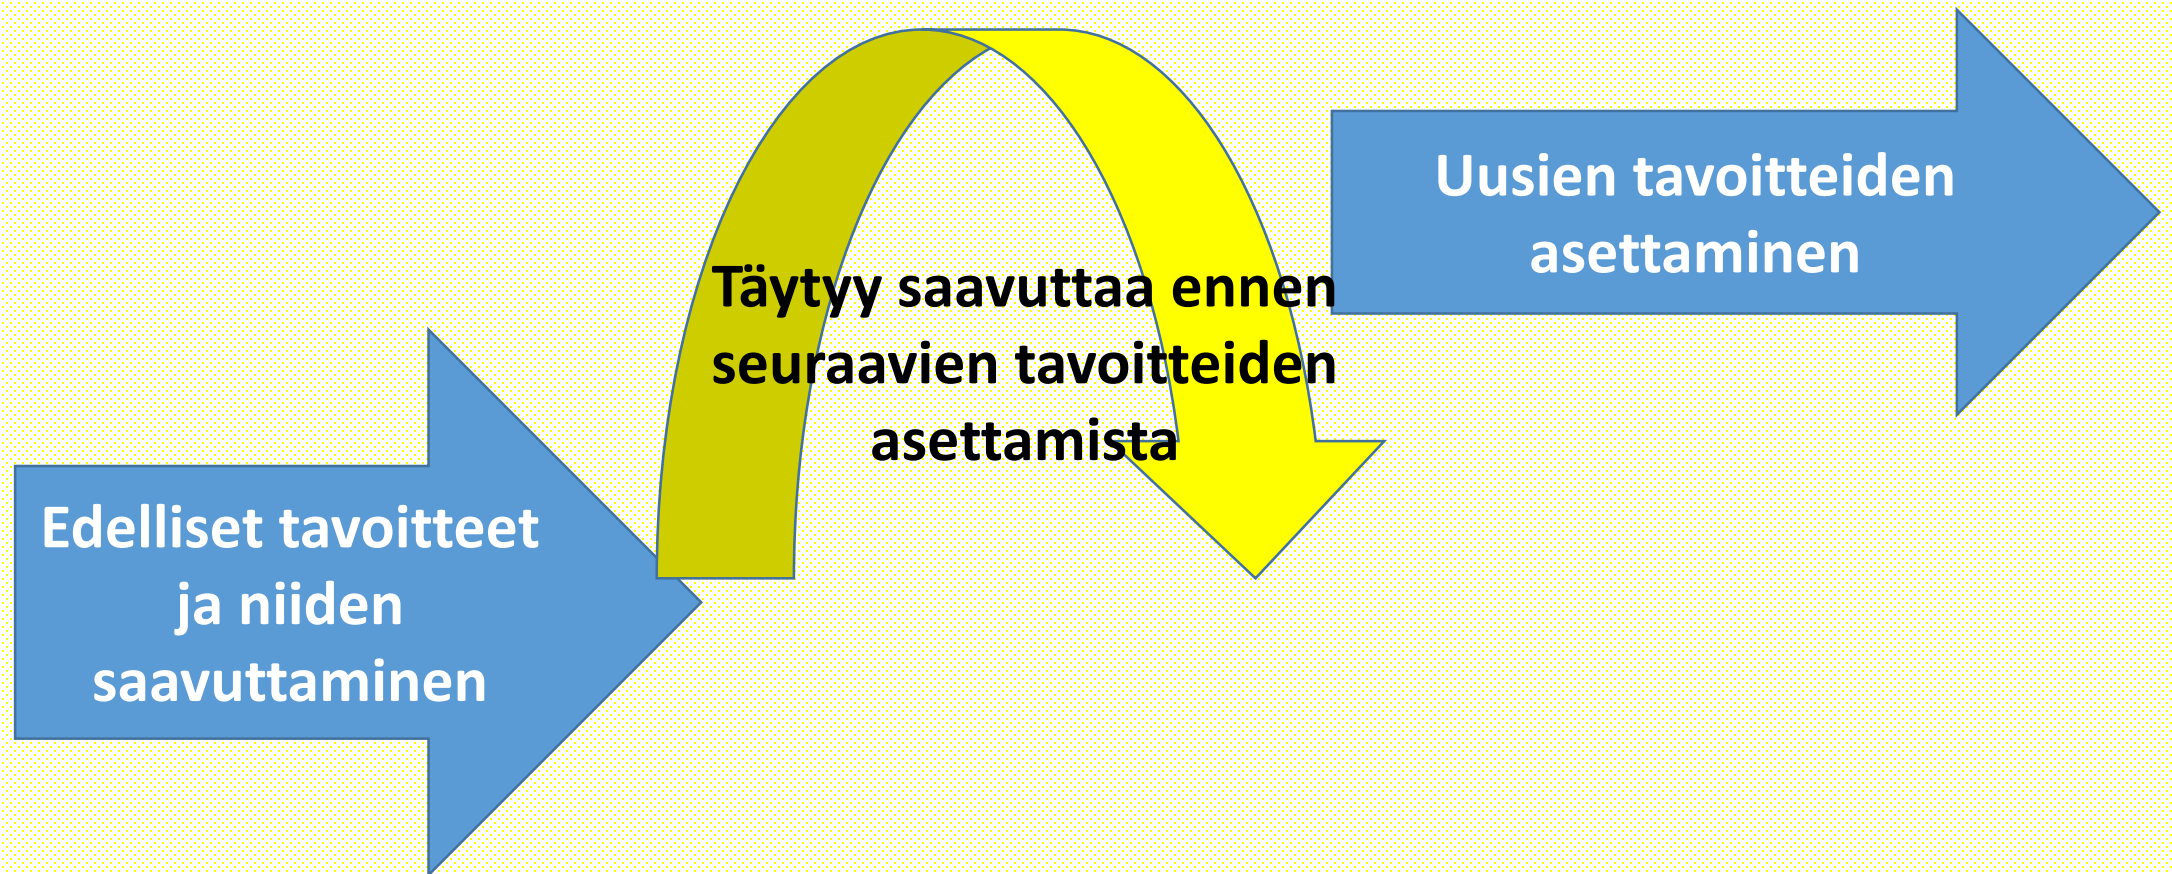 Edelliset tavoitteet
ja niiden
saavuttaminen
Täytyy saavuttaa ennen
seuraavien tavoitteiden
asettamista
Uusien tavoitteiden
asettaminen